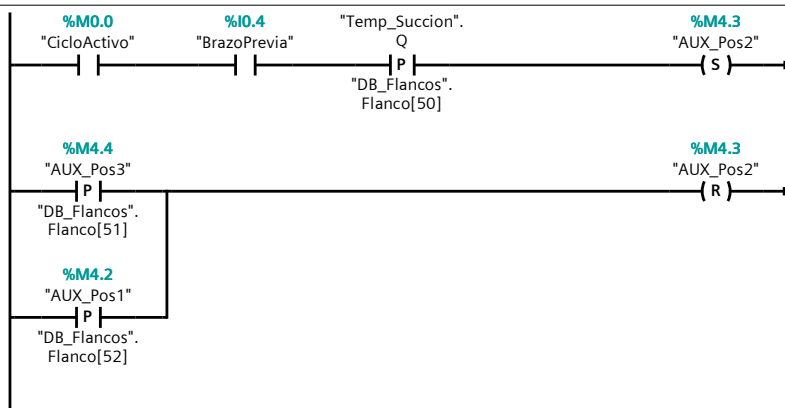 %M0.0
"CicloActivo"
%I0.4
"BrazoPrevia"
"Temp_Succion".
Q
P
"DB_Flancos".
Flanco[50]
%M4.3
"AUX_Pos2"
S
%M4.4
"AUX_Pos3"
P
"DB_Flancos".
Flanco[51]
%M4.3
"AUX_Pos2"
R
%M4.2
"AUX_Pos1"
P
"DB_Flancos".
Flanco[52]